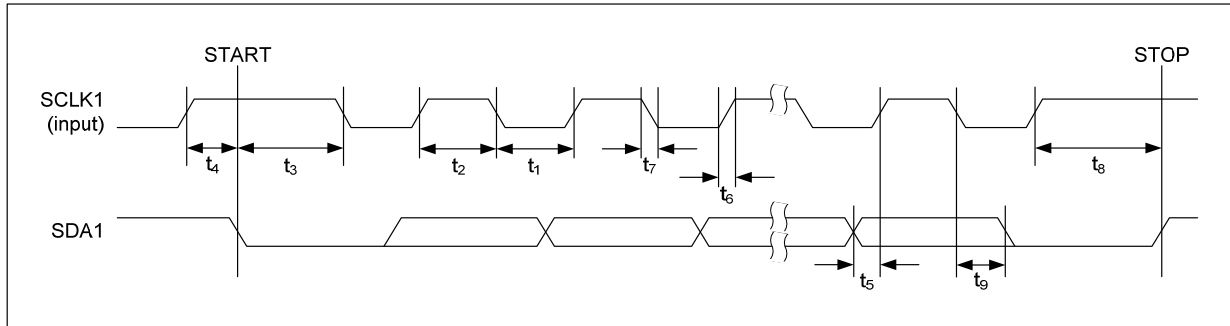 START
STOP
SCLK1
(input)
t4
t3
t2
t1
t7
t6
t8
SDA1
t5
t9